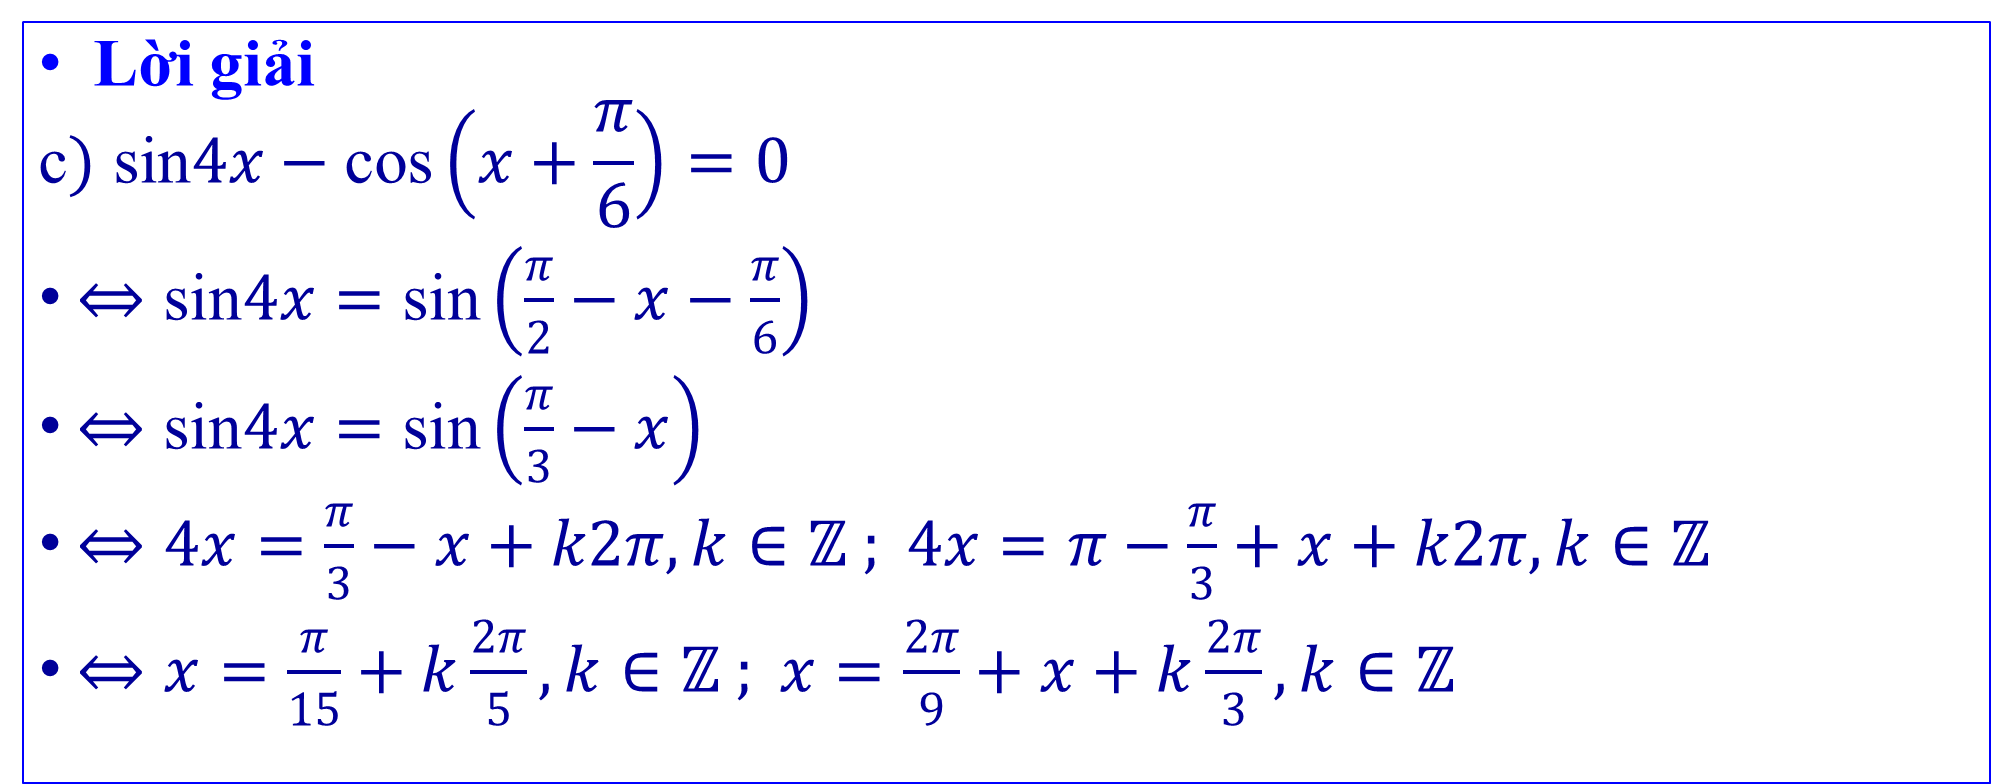 • Lời giải
c) sin4x − cos(x + π/6) = 0
• ⇔ sin4x = sin(π/2 − x − π/6)
• ⇔ sin4x = sin(π/3 − x)
• ⇔ 4x = π/3 − x + k2π, k ∈ ℤ ; 4x = π − π/3 + x + k2π, k ∈ ℤ
• ⇔ x = π/15 + k 2π/5 , k ∈ ℤ ; x = 2π/9 + x + k 2π/3 , k ∈ ℤ